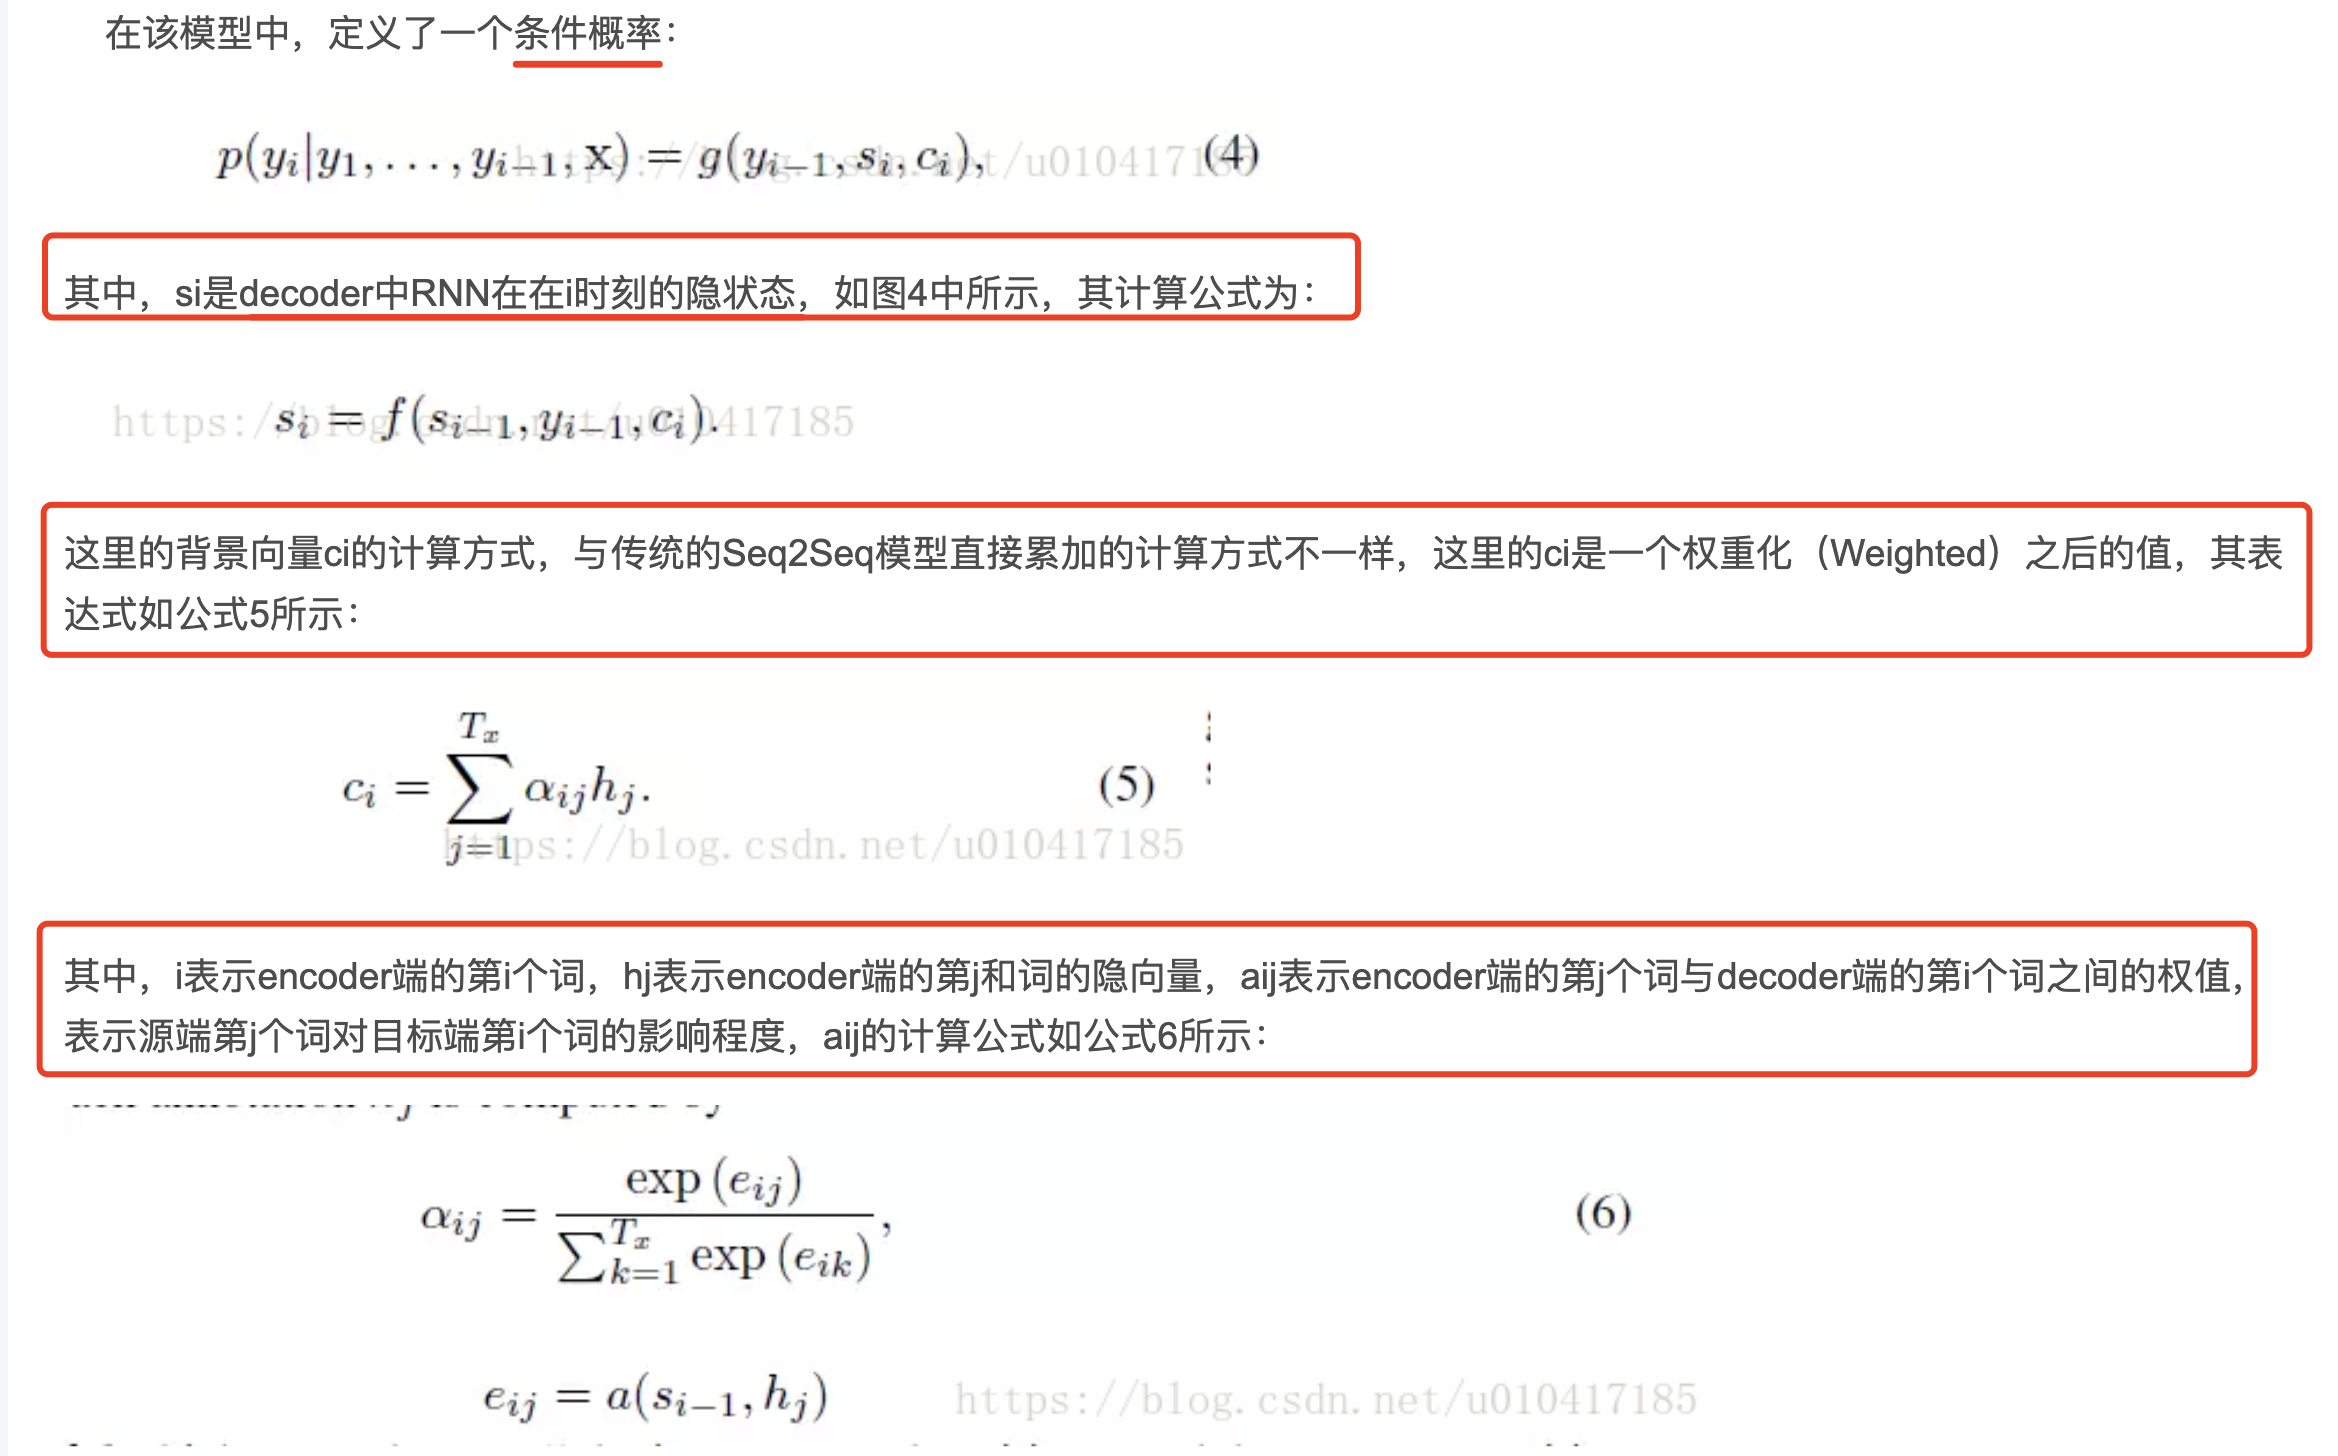 在该模型中，定义了一个条件概率：
p(y_i|y_1, . . . , y_{i−1}, x) = g(y_{i−1}, s_i, c_i), (4)
https://blog.csdn.net/u010417185
其中，si是decoder中RNN在在i时刻的隐状态，如图4中所示，其计算公式为：
s_i = f(s_{i−1}, y_{i−1}, c_i).
https://blog.csdn.net/u010417185
这里的背景向量ci的计算方式，与传统的Seq2Seq模型直接累加的计算方式不一样，这里的ci是一个权重化（Weighted）之后的值，其表
达式如公式5所示：
c_i = \sum_{j=1}^{T_x} α_{ij} h_j. (5)
https://blog.csdn.net/u010417185
其中，i表示encoder端的第i个词，hj表示encoder端的第j和词的隐向量，aij表示encoder端的第j个词与decoder端的第i个词之间的权值，
表示源端第j个词对目标端第i个词的影响程度，aij的计算公式如公式6所示：
α_{ij} = \frac{exp (e_{ij})}{\sum_{k=1}^{T_x} exp (e_{ik})}, (6)
e_{ij} = a(s_{i−1}, h_j)
https://blog.csdn.net/u010417185